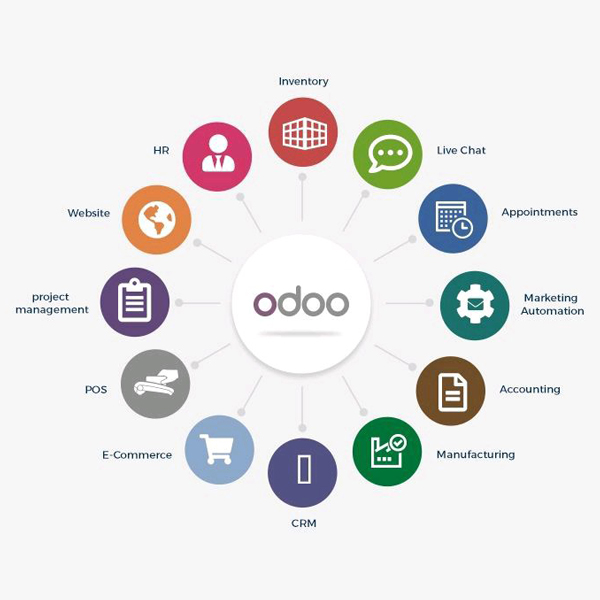 Inventory
HR
Live Chat
Website
Appointments
odoo
project
management
Marketing
Automation
POS
Accounting
E-Commerce
Manufacturing
CRM